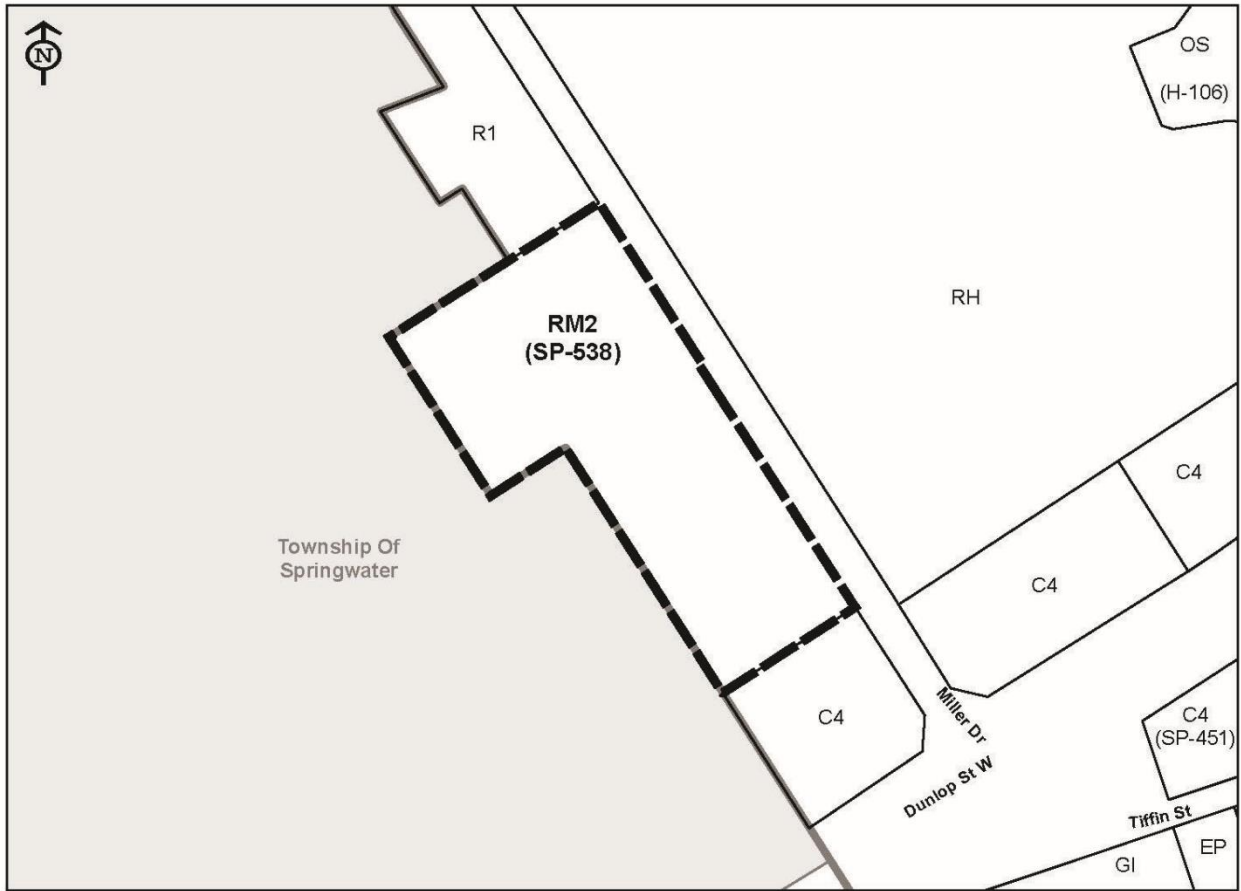 N
OS
(H-106)
R1
RH
RM2
(SP-538)
C4
Township Of
Springwater
C4
C4
Miller Dr
C4
(SP-451)
Dunlop St W
Tiffin St
GI
EP